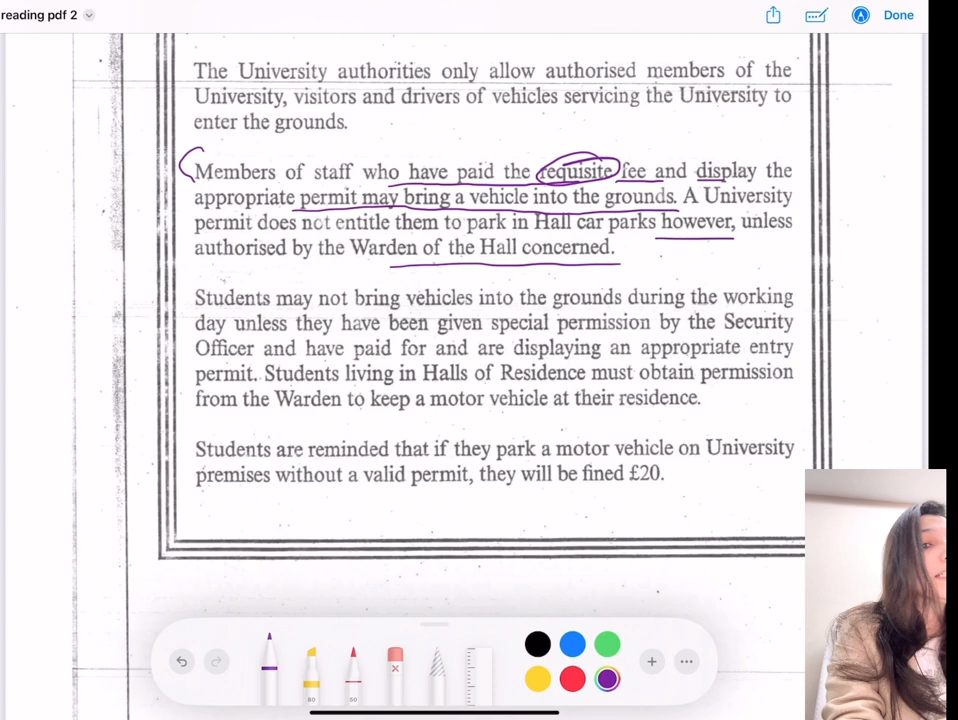 reading pdf 2
Done
The University authorities only allow authorised members of the
University, visitors and drivers of vehicles servicing the University to
enter the grounds.
Members of staff who have paid the requisite fee and display the
appropriate permit may bring a vehicle into the grounds. A University
permit does not entitle them to park in Hall car parks however, unless
authorised by the Warden of the Hall concerned.
Students may not bring vehicles into the grounds during the working
day unless they have been given special permission by the Security
Officer and have paid for and are displaying an appropriate entry
permit. Students living in Halls of Residence must obtain permission
from the Warden to keep a motor vehicle at their residence.
Students are reminded that if they park a motor vehicle on University
premises without a valid permit, they will be fined £20.
80
50